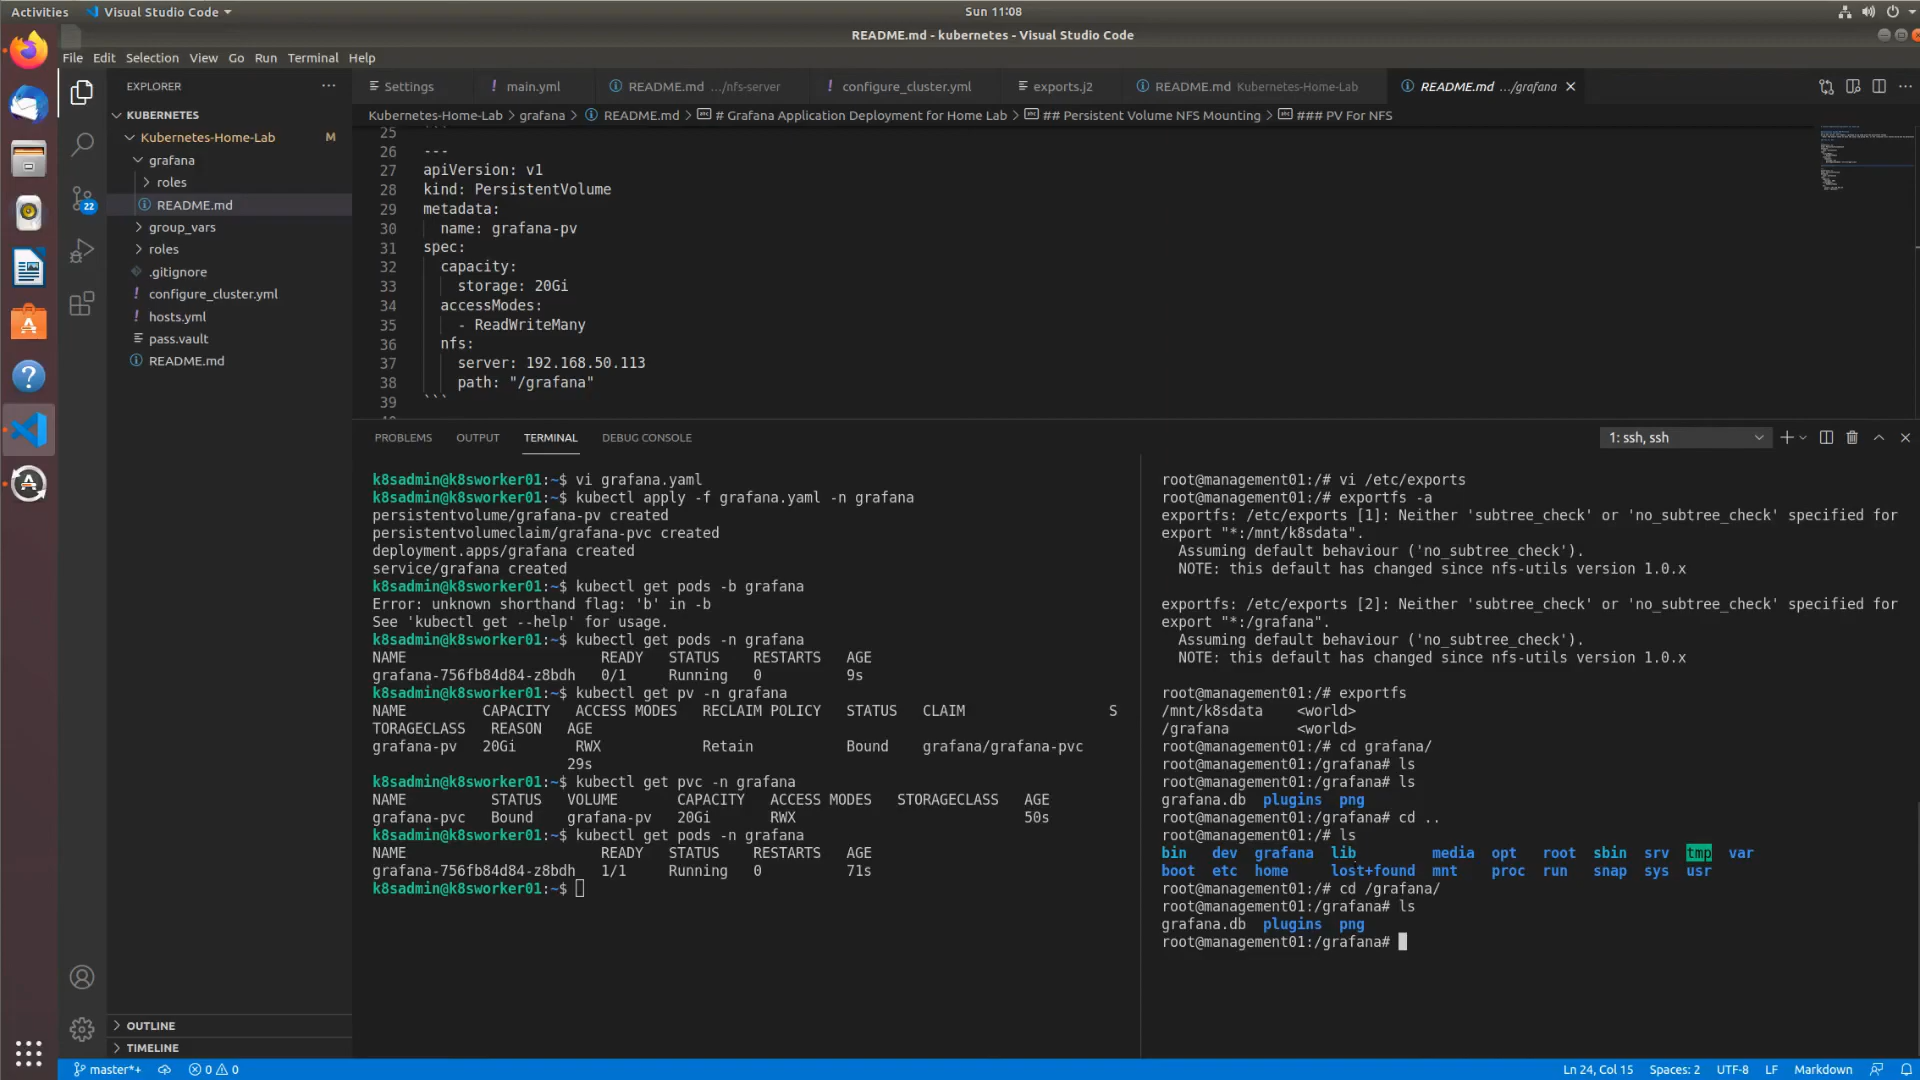 Activities
Visual Studio Code
Sun 11:08
README.md - kubernetes - Visual Studio Code
File Edit Selection View Go Run Terminal Help
EXPLORER
Settings
main.yml
README.md .../nfs-server
configure_cluster.yml
exports.j2
README.md Kubernetes-Home-Lab
README.md .../grafana
KUBERNETES
Kubernetes-Home-Lab M
grafana
roles
README.md
group_vars
roles
.gitignore
configure_cluster.yml
hosts.yml
pass.vault
README.md
22
Kubernetes-Home-Lab > grafana > README.md > # Grafana Application Deployment for Home Lab > ## Persistent Volume NFS Mounting > ### PV For NFS
25 ```
26 ---
27 apiVersion: v1
28 kind: PersistentVolume
29 metadata:
30 name: grafana-pv
31 spec:
32 capacity:
33 storage: 20Gi
34 accessModes:
35 - ReadWriteMany
36 nfs:
37 server: 192.168.50.113
38 path: "/grafana"
39 ```
PROBLEMS OUTPUT TERMINAL DEBUG CONSOLE
1: ssh, ssh
k8sadmin@k8sworker01:~$ vi grafana.yaml
k8sadmin@k8sworker01:~$ kubectl apply -f grafana.yaml -n grafana
persistentvolume/grafana-pv created
persistentvolumeclaim/grafana-pvc created
deployment.apps/grafana created
service/grafana created
k8sadmin@k8sworker01:~$ kubectl get pods -b grafana
Error: unknown shorthand flag: 'b' in -b
See 'kubectl get --help' for usage.
k8sadmin@k8sworker01:~$ kubectl get pods -n grafana
NAME READY STATUS RESTARTS AGE
grafana-756fb84d84-z8bdh 0/1 Running 0 9s
k8sadmin@k8sworker01:~$ kubectl get pv -n grafana
NAME CAPACITY ACCESS MODES RECLAIM POLICY STATUS CLAIM S
TORAGECLASS REASON AGE
grafana-pv 20Gi RWX Retain Bound grafana/grafana-pvc
29s
k8sadmin@k8sworker01:~$ kubectl get pvc -n grafana
NAME STATUS VOLUME CAPACITY ACCESS MODES STORAGECLASS AGE
grafana-pvc Bound grafana-pv 20Gi RWX 50s
k8sadmin@k8sworker01:~$ kubectl get pods -n grafana
NAME READY STATUS RESTARTS AGE
grafana-756fb84d84-z8bdh 1/1 Running 0 71s
k8sadmin@k8sworker01:~$
root@management01:/# vi /etc/exports
root@management01:/# exportfs -a
exportfs: /etc/exports [1]: Neither 'subtree_check' or 'no_subtree_check' specified for
export "*:/mnt/k8sdata".
Assuming default behaviour ('no_subtree_check').
NOTE: this default has changed since nfs-utils version 1.0.x
exportfs: /etc/exports [2]: Neither 'subtree_check' or 'no_subtree_check' specified for
export "*:/grafana".
Assuming default behaviour ('no_subtree_check').
NOTE: this default has changed since nfs-utils version 1.0.x
root@management01:/# exportfs
/mnt/k8sdata <world>
/grafana <world>
root@management01:/# cd grafana/
root@management01:/grafana# ls
root@management01:/grafana# ls
grafana.db plugins png
root@management01:/grafana# cd ..
root@management01:/# ls
bin dev grafana lib media opt root sbin srv tmp var
boot etc home lost+found mnt proc run snap sys usr
root@management01:/# cd /grafana/
root@management01:/grafana# ls
grafana.db plugins png
root@management01:/grafana#
OUTLINE
TIMELINE
master*+ 0 0
Ln 24, Col 15 Spaces: 2 UTF-8 LF Markdown